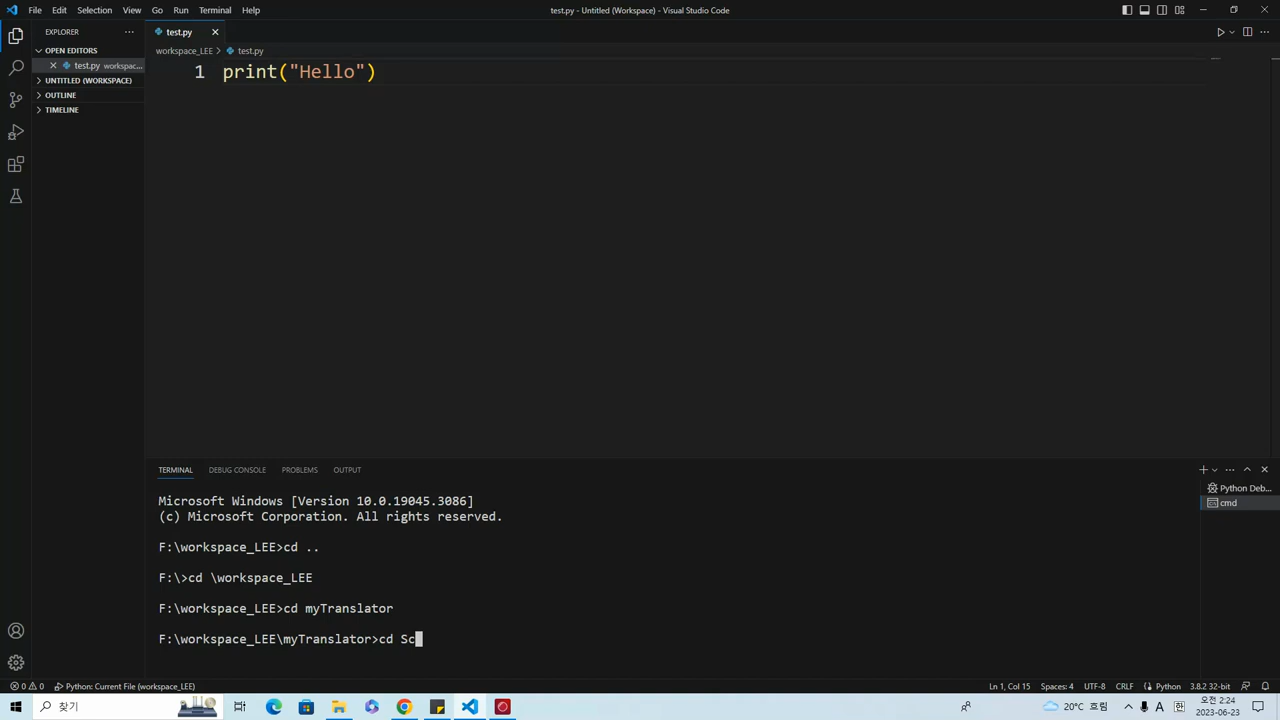 File Edit Selection View Go Run Terminal Help
test.py - Untitled (Workspace) - Visual Studio Code
EXPLORER
test.py
OPEN EDITORS
workspace_LEE > test.py
test.py workspac...
1 print("Hello")
UNTITLED (WORKSPACE)
OUTLINE
TIMELINE
TERMINAL DEBUG CONSOLE PROBLEMS OUTPUT
Python Deb...
cmd
Microsoft Windows [Version 10.0.19045.3086]
(c) Microsoft Corporation. All rights reserved.
F:\workspace_LEE>cd ..
F:\>cd \workspace_LEE
F:\workspace_LEE>cd myTranslator
F:\workspace_LEE\myTranslator>cd Sc
0 0 Python: Current File (workspace_LEE)
Ln 1, Col 15 Spaces: 4 UTF-8 CRLF Python 3.8.2 32-bit
찾기
20°C 흐림
A 한
오전 2:24
2023-06-23